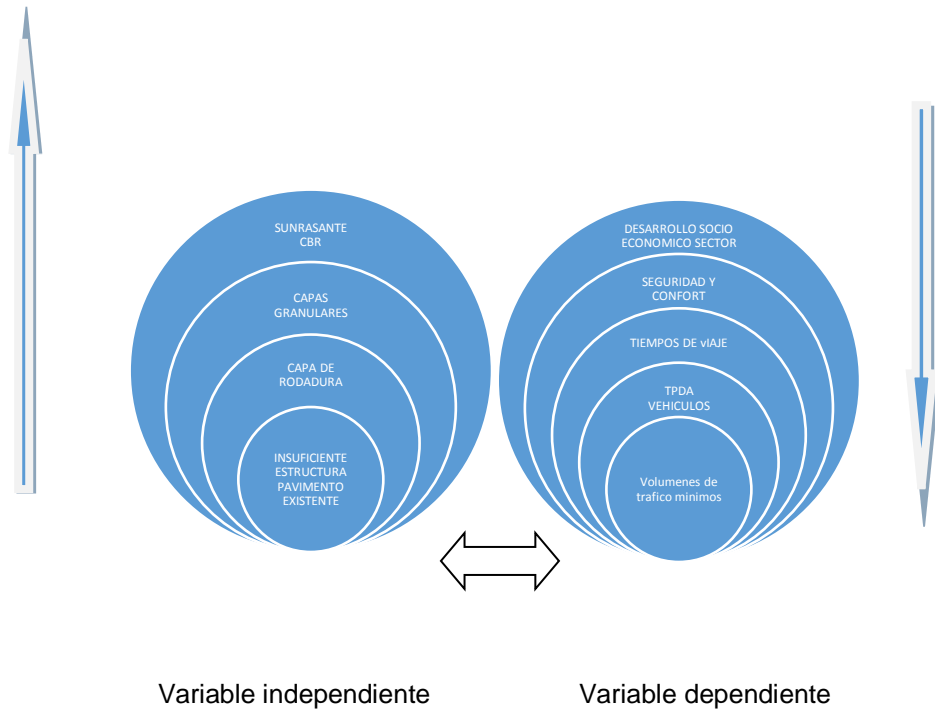 SUNRASANTE
CBR
CAPAS
GRANULARES
CAPA DE
RODADURA
INSUFICIENTE
ESTRUCTURA
PAVIMENTO
EXISTENTE
DESARROLLO SOCIO
ECONOMICO SECTOR
SEGURIDAD Y
CONFORT
TIEMPOS DE vIAJE
TPDA
VEHICULOS
Volumenes de
trafico minimos
Variable independiente
Variable dependiente